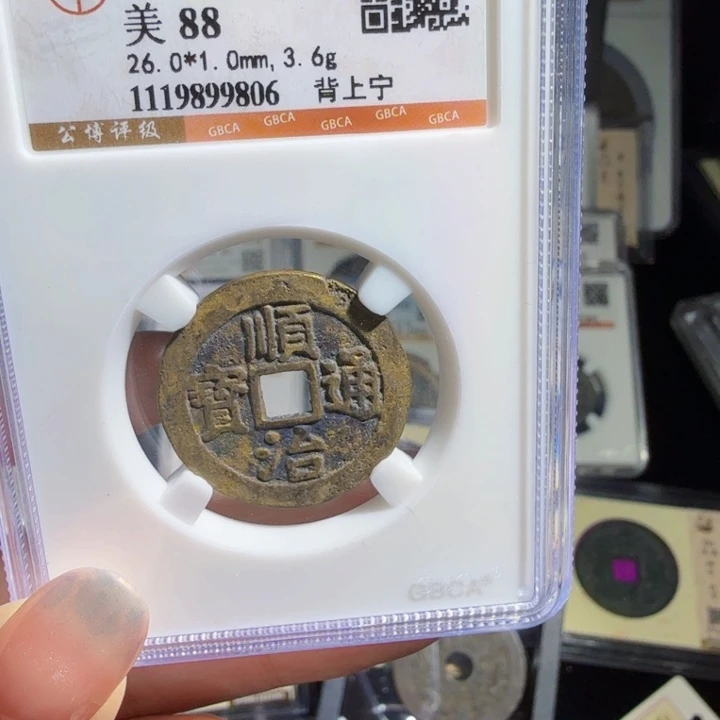 美 88
26.0*1.0mm, 3.6g
1119899806 背上宁
公博评级 GBCA GBCA GBCA GBCA GBCA
順
寶 通
治
GBCA